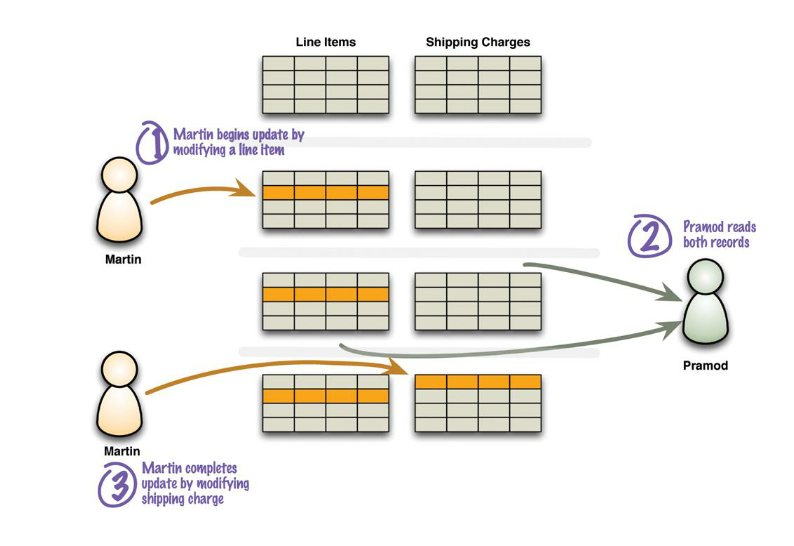 Line Items
Shipping Charges
1
Martin begins update by
modifying a line item
Martin
2
Pramod reads
both records
Pramod
Martin
3
Martin completes
update by modifying
shipping charge